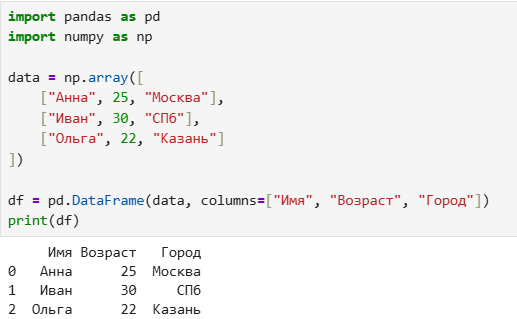 import pandas as pd
import numpy as np

data = np.array([
    ["Анна", 25, "Москва"],
    ["Иван", 30, "СПб"],
    ["Ольга", 22, "Казань"]
])

df = pd.DataFrame(data, columns=["Имя", "Возраст", "Город"])
print(df)
     Имя Возраст   Город
0   Анна      25  Москва
1   Иван      30     СПб
2  Ольга      22  Казань